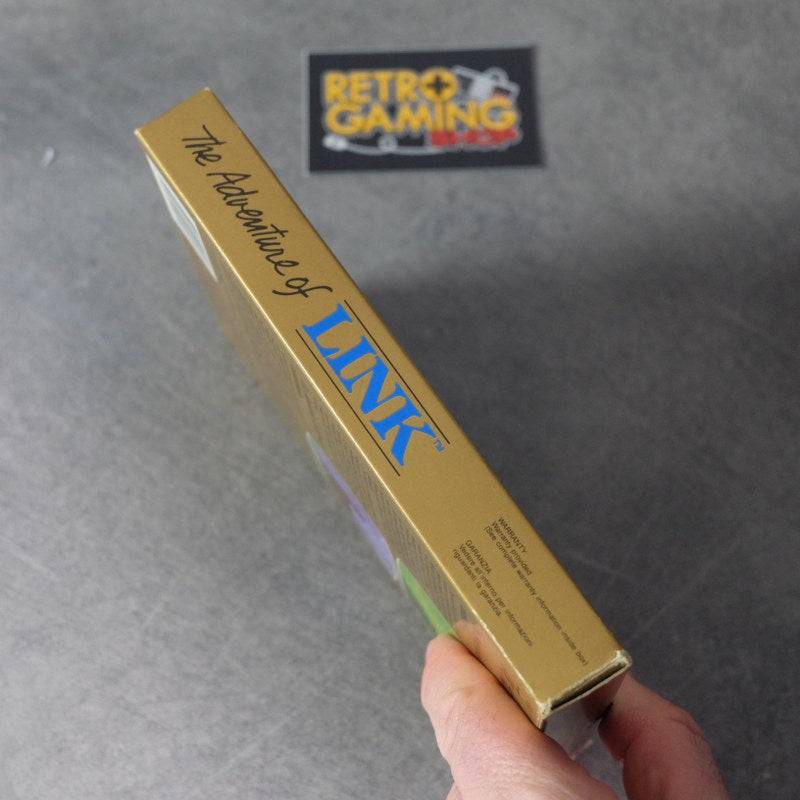 RETRO
GAMING
SHOP
The Adventure of
LINK™
WARRANTY
Warranty provided
(See complete warranty information inside box)
GARANZIA
Vedere all'interno per informazioni
riguardanti la garanzia.